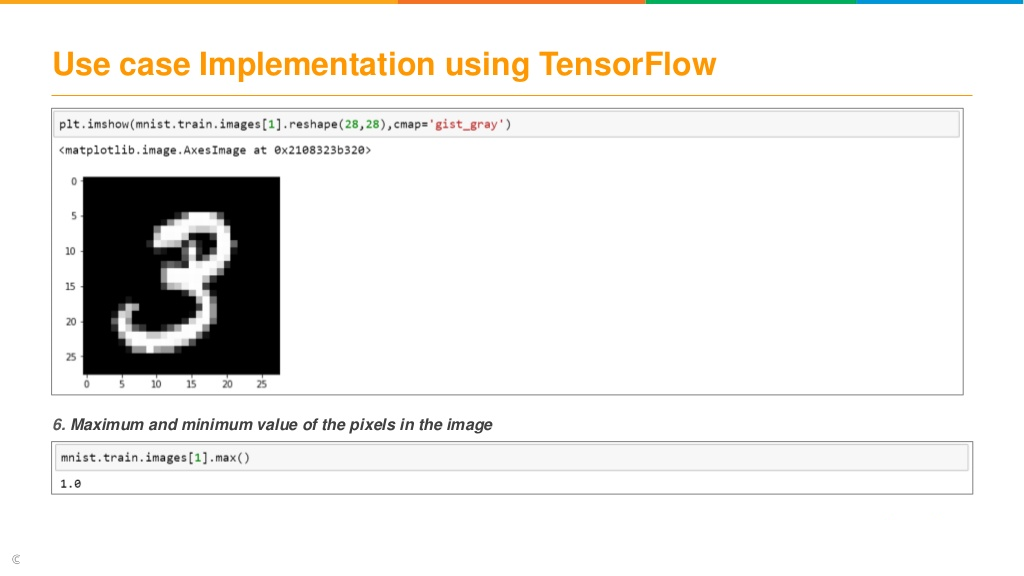 Use case Implementation using TensorFlow
plt.imshow(mnist.train.images[1].reshape(28,28),cmap='gist_gray')
<matplotlib.image.AxesImage at 0x2108323b320>
0
5
10
15
20
25
0 5 10 15 20 25
6. Maximum and minimum value of the pixels in the image
mnist.train.images[1].max()
1.0
©